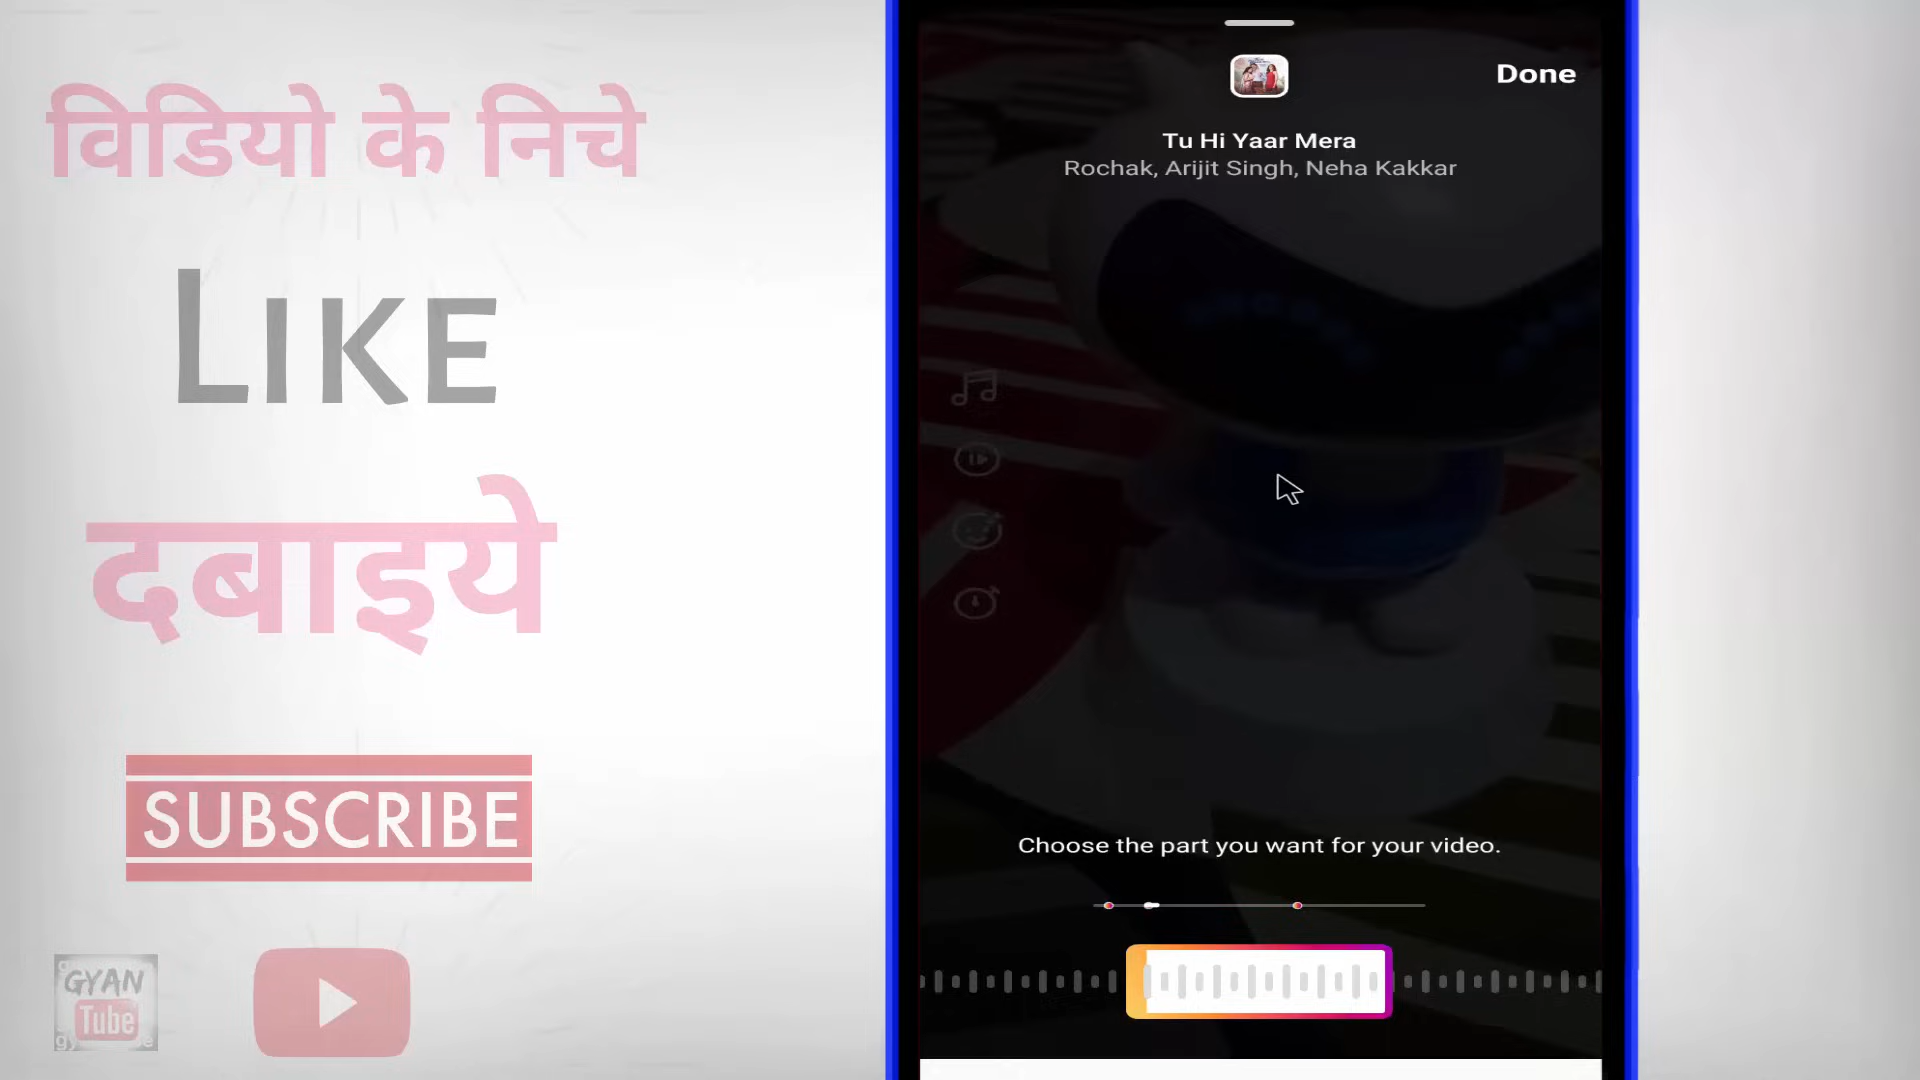 विडियो के निचे
LIKE
दबाइये
SUBSCRIBE
GYAN
Tube
Done
Tu Hi Yaar Mera
Rochak, Arijit Singh, Neha Kakkar
Choose the part you want for your video.